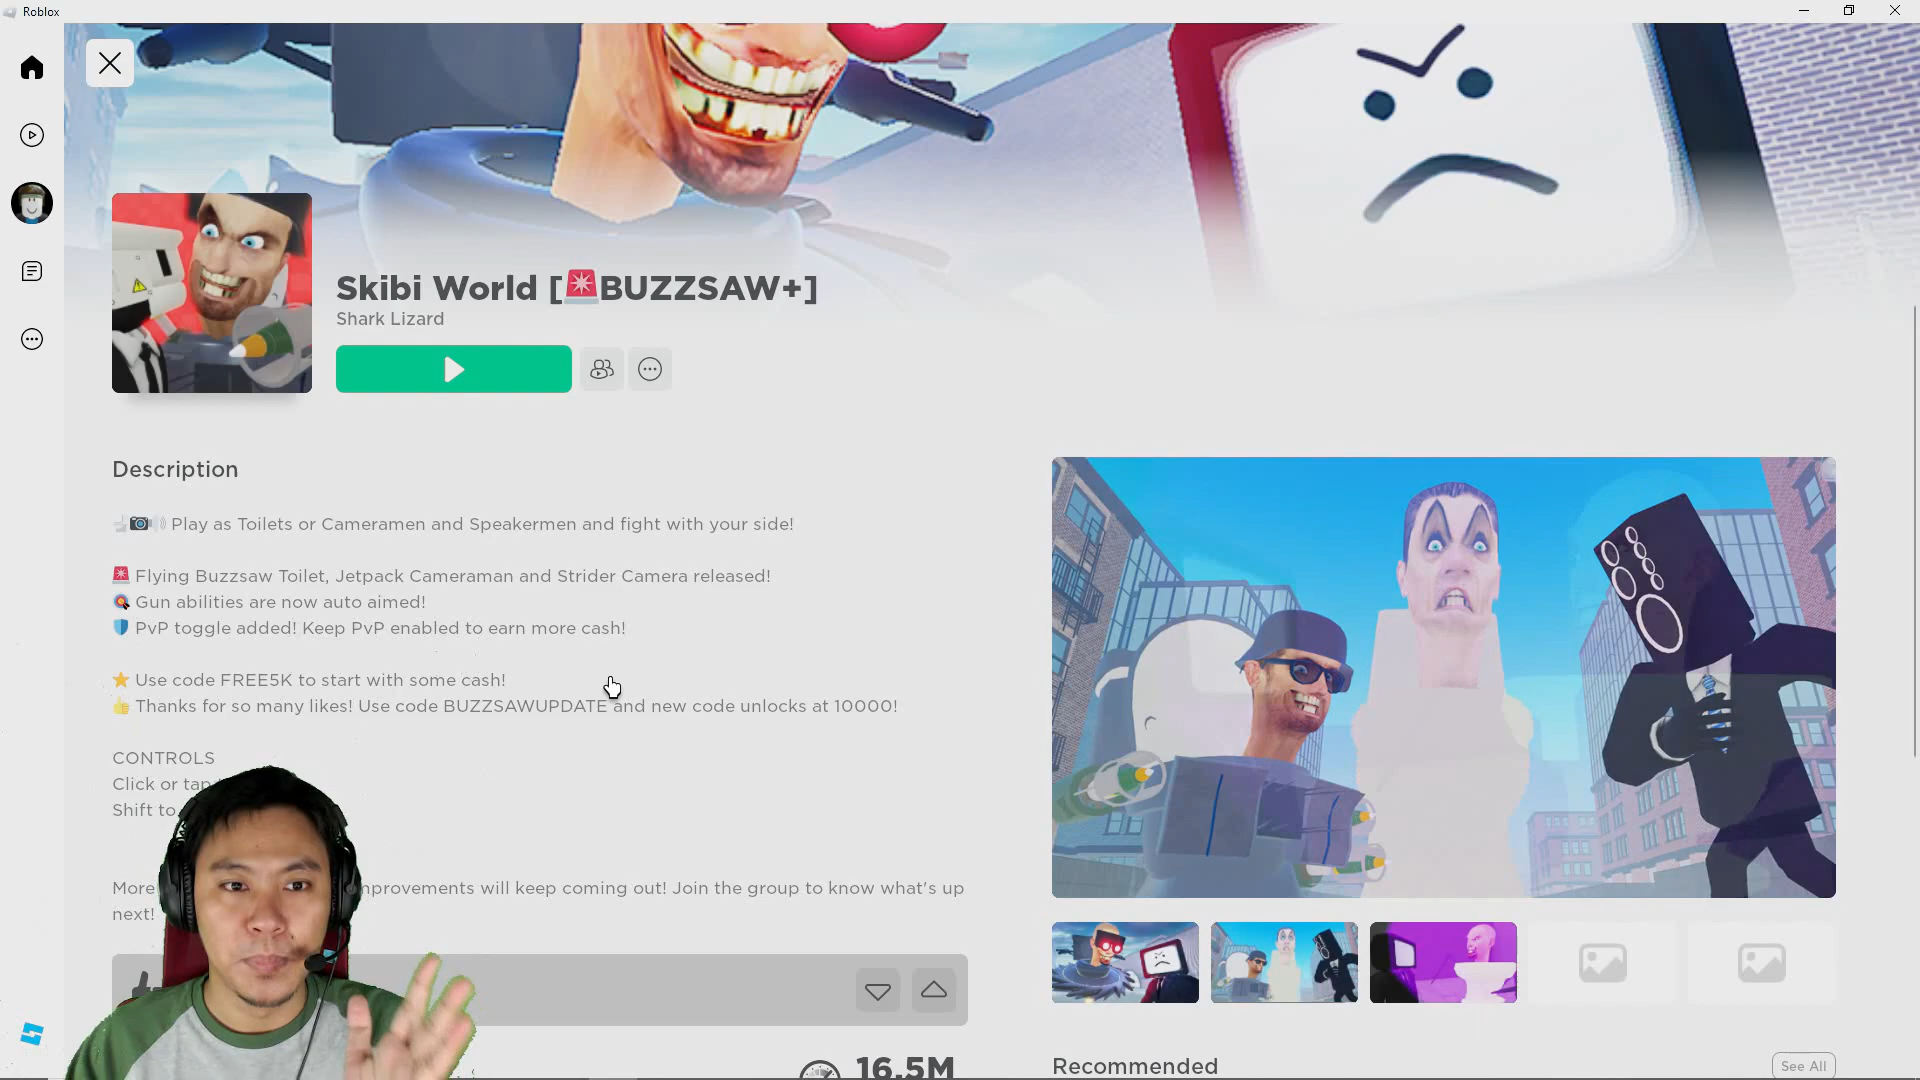 Roblox
Skibi World [🚨BUZZSAW+]
Shark Lizard
Description
🚽📷🔊 Play as Toilets or Cameramen and Speakermen and fight with your side!
🚨 Flying Buzzsaw Toilet, Jetpack Cameraman and Strider Camera released!
🎯 Gun abilities are now auto aimed!
🛡️ PvP toggle added! Keep PvP enabled to earn more cash!
⭐ Use code FREE5K to start with some cash!
👍 Thanks for so many likes! Use code BUZZSAWUPDATE and new code unlocks at 10000!
CONTROLS
Click or tap
Shift to
More improvements will keep coming out! Join the group to know what's up
next!
16.5M
Recommended
See All